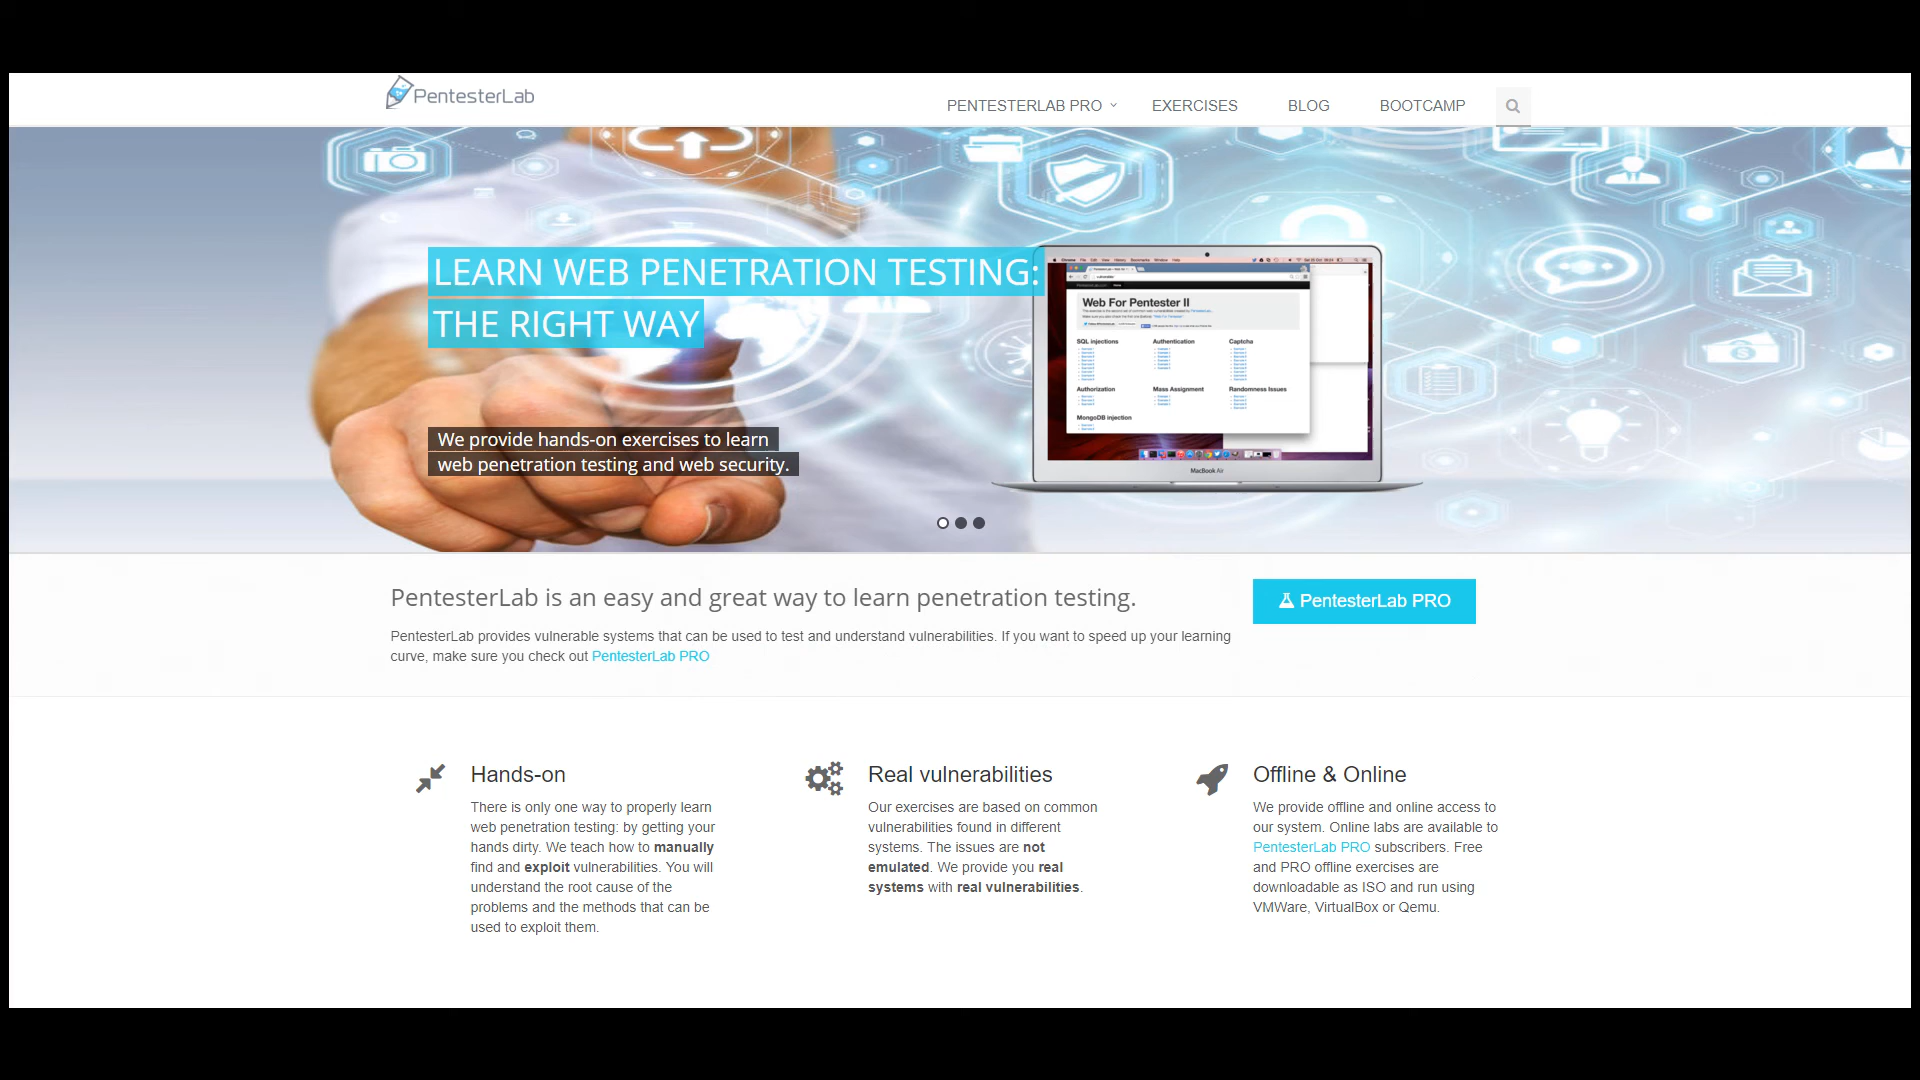 PentesterLab
PENTESTERLAB PRO
EXERCISES
BLOG
BOOTCAMP
LEARN WEB PENETRATION TESTING:
THE RIGHT WAY
We provide hands-on exercises to learn
web penetration testing and web security.
Web For Pentester II
SQL injections
Authentication
Captcha
Authorization
Mass Assignment
Randomness Issues
MongoDB injection
MacBook Air
PentesterLab is an easy and great way to learn penetration testing.
PentesterLab PRO
PentesterLab provides vulnerable systems that can be used to test and understand vulnerabilities. If you want to speed up your learning
curve, make sure you check out PentesterLab PRO
Hands-on
There is only one way to properly learn
web penetration testing: by getting your
hands dirty. We teach how to manually
find and exploit vulnerabilities. You will
understand the root cause of the
problems and the methods that can be
used to exploit them.
Real vulnerabilities
Our exercises are based on common
vulnerabilities found in different
systems. The issues are not
emulated. We provide you real
systems with real vulnerabilities.
Offline & Online
We provide offline and online access to
our system. Online labs are available to
PentesterLab PRO subscribers. Free
and PRO offline exercises are
downloadable as ISO and run using
VMWare, VirtualBox or Qemu.